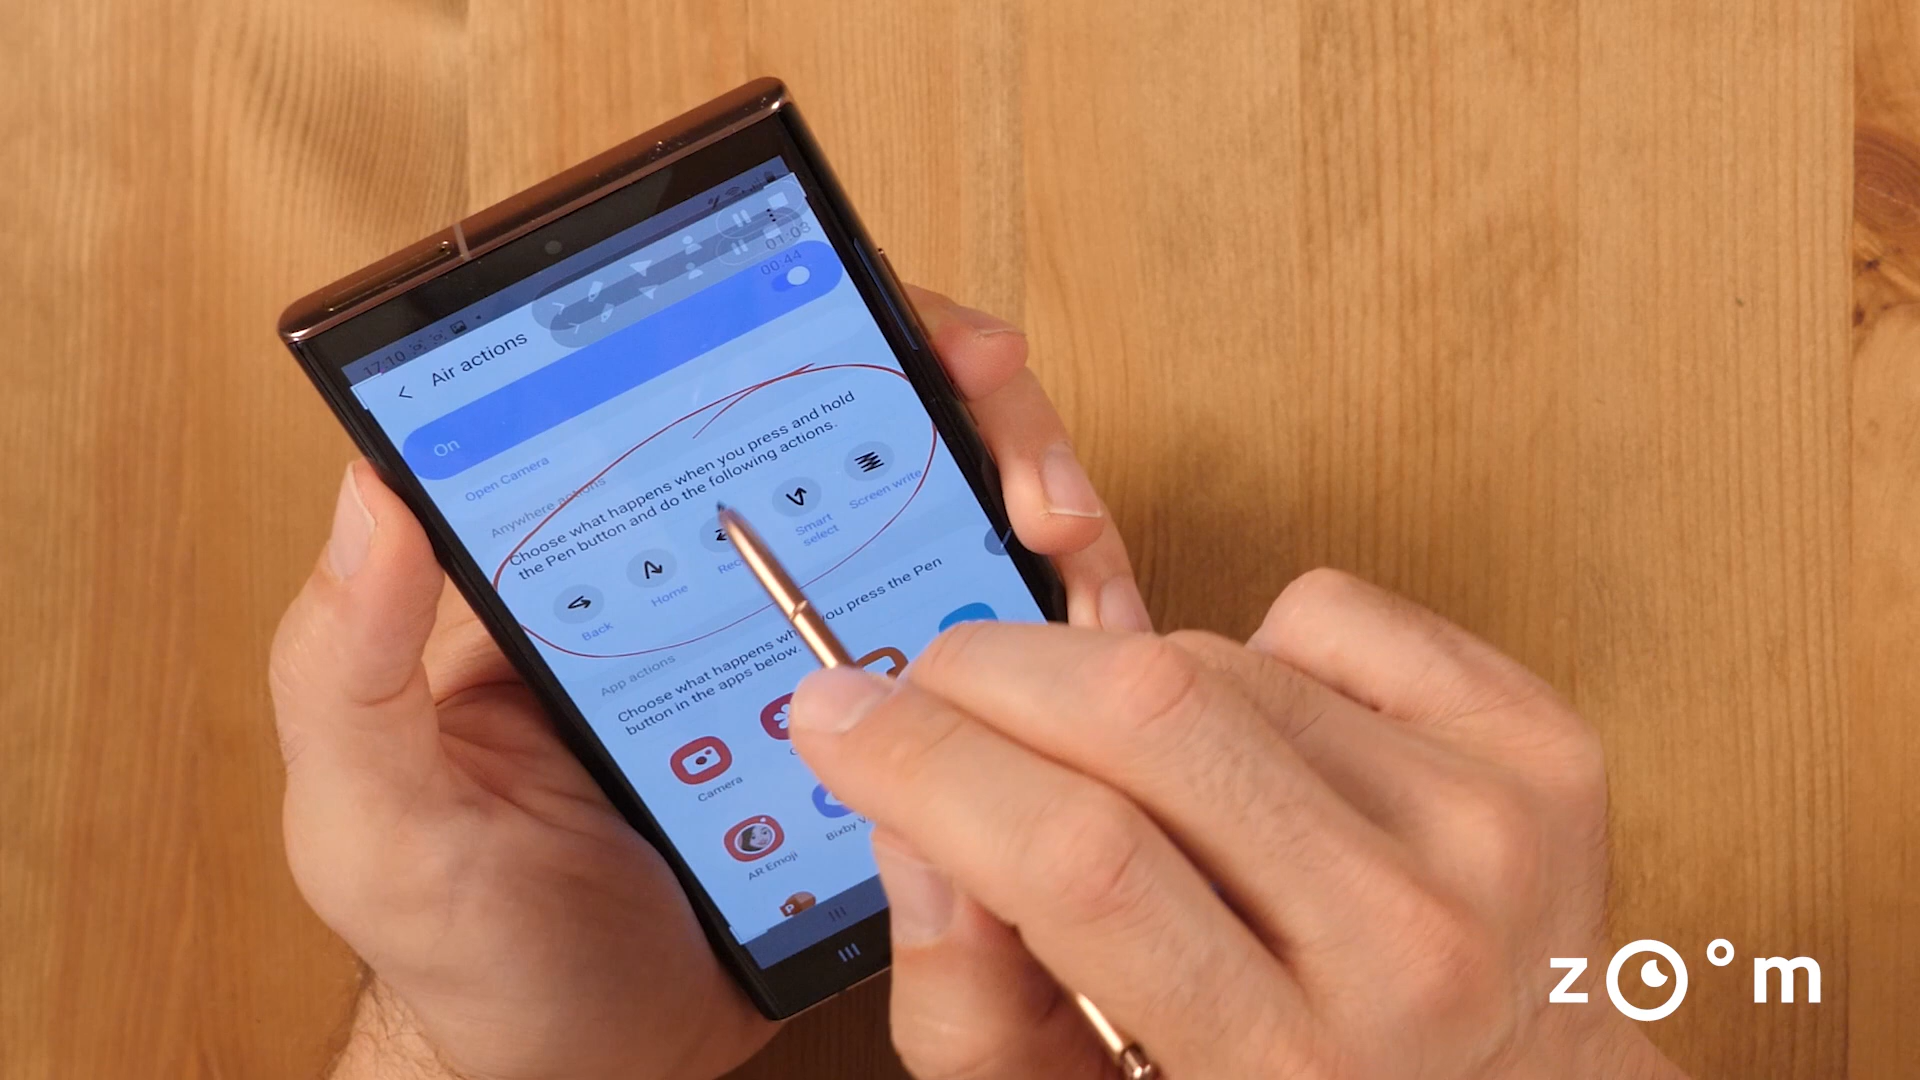 17:10
01:03
00:44
Air actions
On
Open Camera
Anywhere actions
Choose what happens when you press and hold
the Pen button and do the following actions.
Back
Home
Smart
select
Screen write
App actions
Choose what happens you press the Pen
button in the apps below.
Camera
AR Emoji
Bixby
zoom